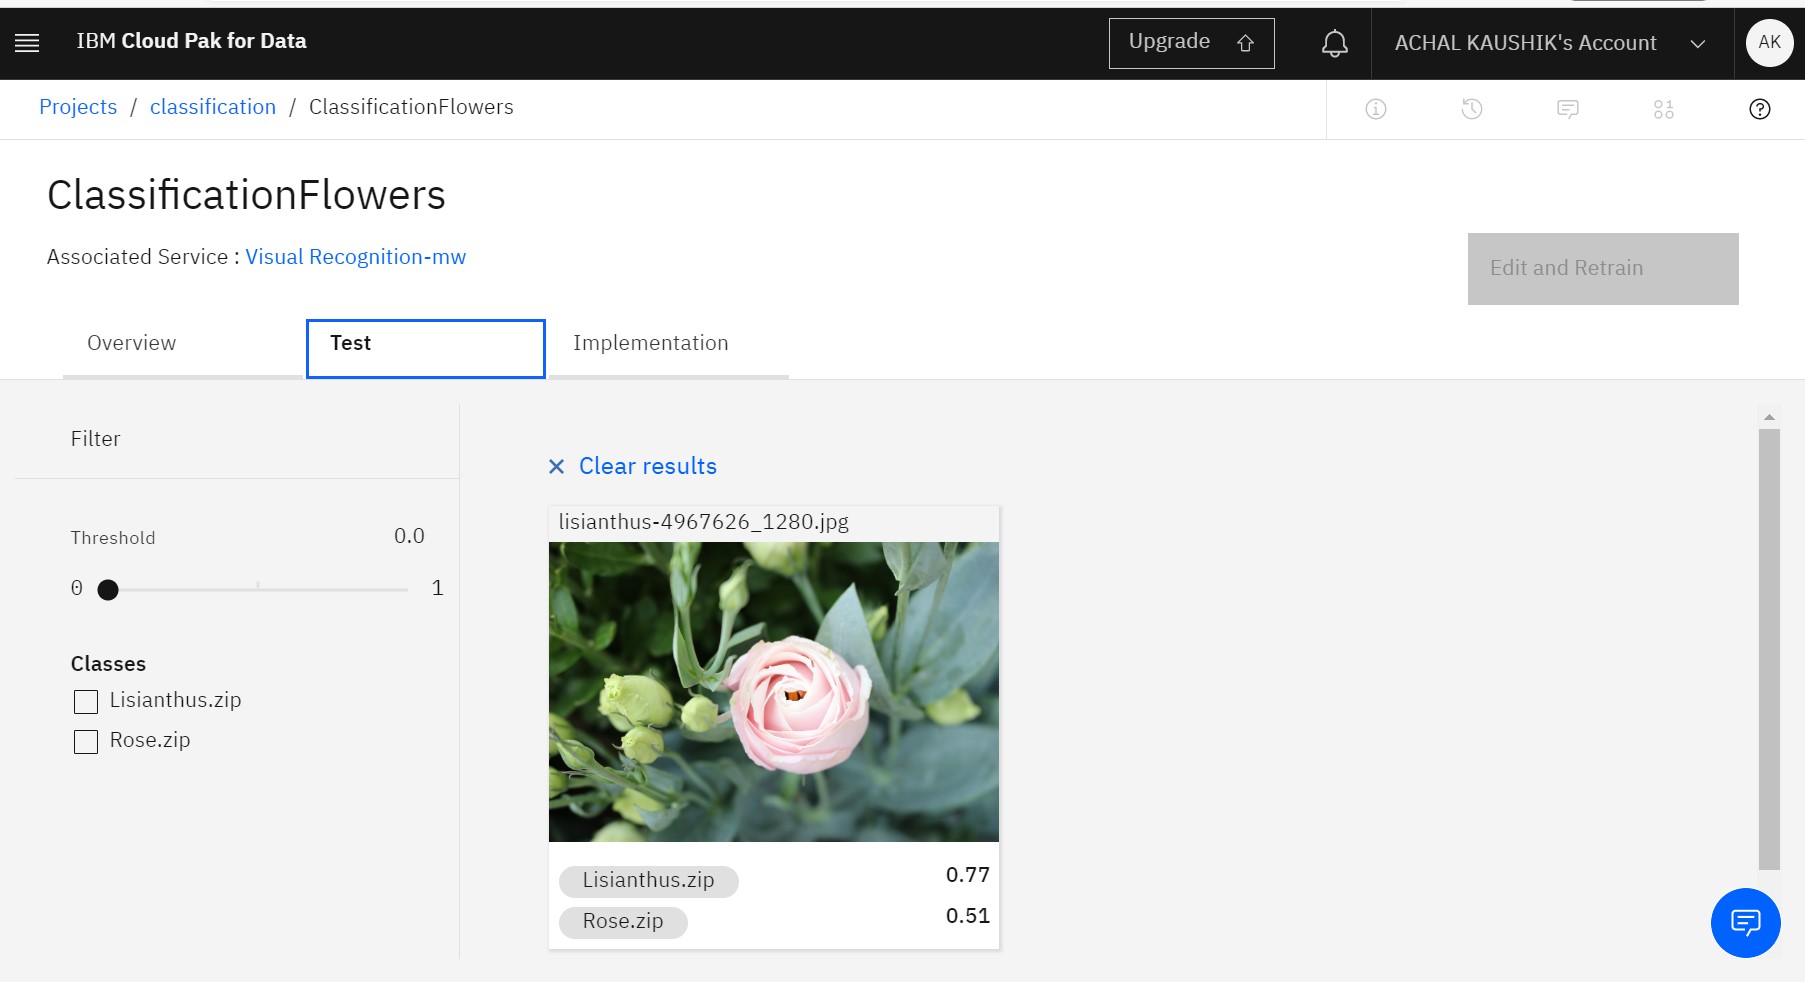 IBM Cloud Pak for Data
Upgrade
ACHAL KAUSHIK's Account
AK
Projects / classification / ClassificationFlowers
ClassificationFlowers
Associated Service : Visual Recognition-mw
Edit and Retrain
Overview
Test
Implementation
Filter
Clear results
lisianthus-4967626_1280.jpg
Threshold 0.0
0 1
Classes
Lisianthus.zip
Rose.zip
Lisianthus.zip 0.77
Rose.zip 0.51